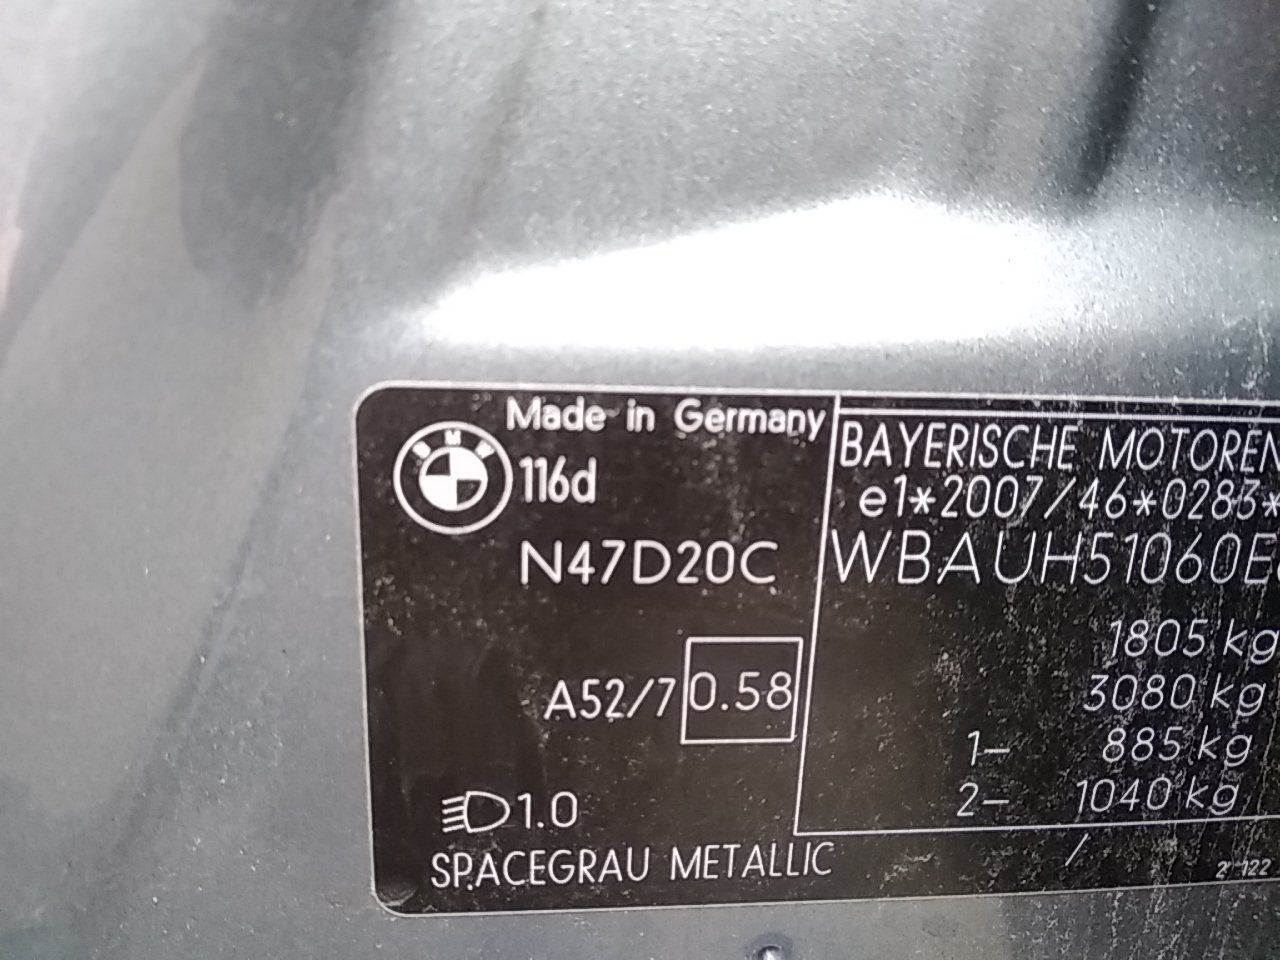 BMW
Made in Germany
116d
N47D20C
A52/7 0.58
1.0
SPACEGRAU METALLIC
BAYERISCHE MOTOREN
e1*2007/46*0283*
WBAUH51060E
1805 kg
3080 kg
1- 885 kg
2- 1040 kg
/